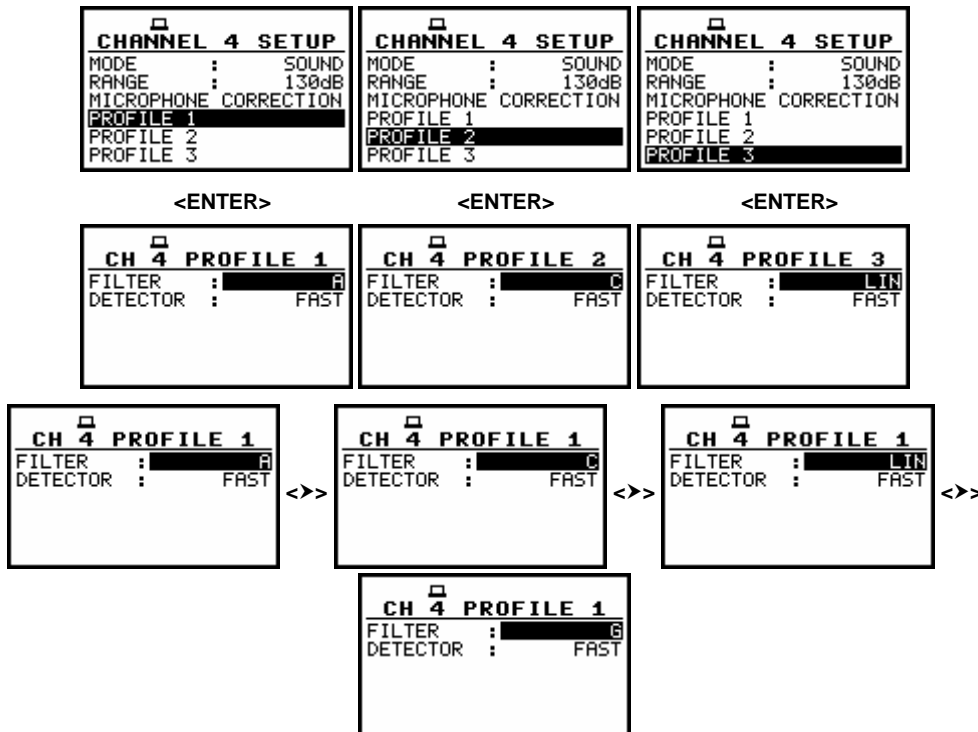 CHANNEL 4 SETUP
MODE : SOUND
RANGE : 130dB
MICROPHONE CORRECTION
PROFILE 1
PROFILE 2
PROFILE 3
CHANNEL 4 SETUP
MODE : SOUND
RANGE : 130dB
MICROPHONE CORRECTION
PROFILE 1
PROFILE 2
PROFILE 3
CHANNEL 4 SETUP
MODE : SOUND
RANGE : 130dB
MICROPHONE CORRECTION
PROFILE 1
PROFILE 2
PROFILE 3
<ENTER>
<ENTER>
<ENTER>
CH 4 PROFILE 1
FILTER : A
DETECTOR : FAST
CH 4 PROFILE 2
FILTER : C
DETECTOR : FAST
CH 4 PROFILE 3
FILTER : LIN
DETECTOR : FAST
CH 4 PROFILE 1
FILTER : A
DETECTOR : FAST
<➤>
CH 4 PROFILE 1
FILTER : C
DETECTOR : FAST
<➤>
CH 4 PROFILE 1
FILTER : LIN
DETECTOR : FAST
<➤>
CH 4 PROFILE 1
FILTER : G
DETECTOR : FAST